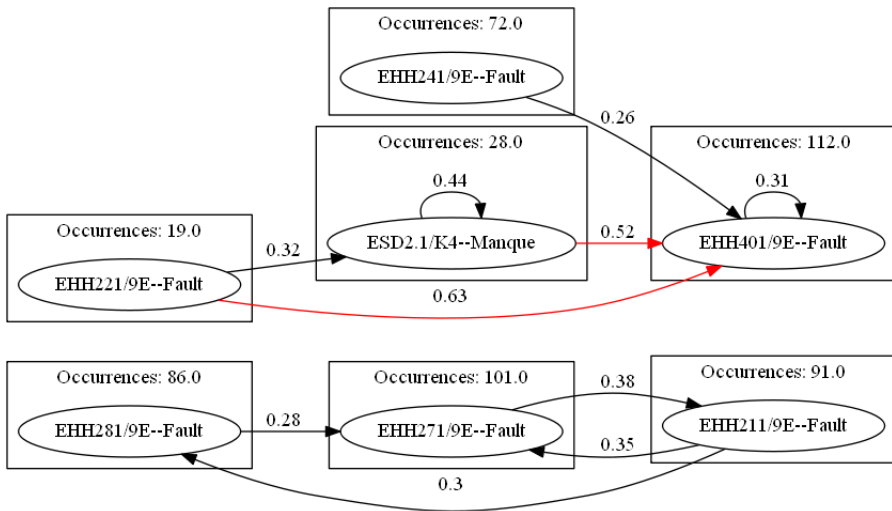 Occurrences: 72.0
EHH241/9E--Fault
0.26
Occurrences: 28.0
0.44
ESD2.1/K4--Manque
0.52
Occurrences: 112.0
0.31
EHH401/9E--Fault
Occurrences: 19.0
EHH221/9E--Fault
0.32
0.63
Occurrences: 86.0
EHH281/9E--Fault
0.28
Occurrences: 101.0
EHH271/9E--Fault
0.38
0.35
Occurrences: 91.0
EHH211/9E--Fault
0.3